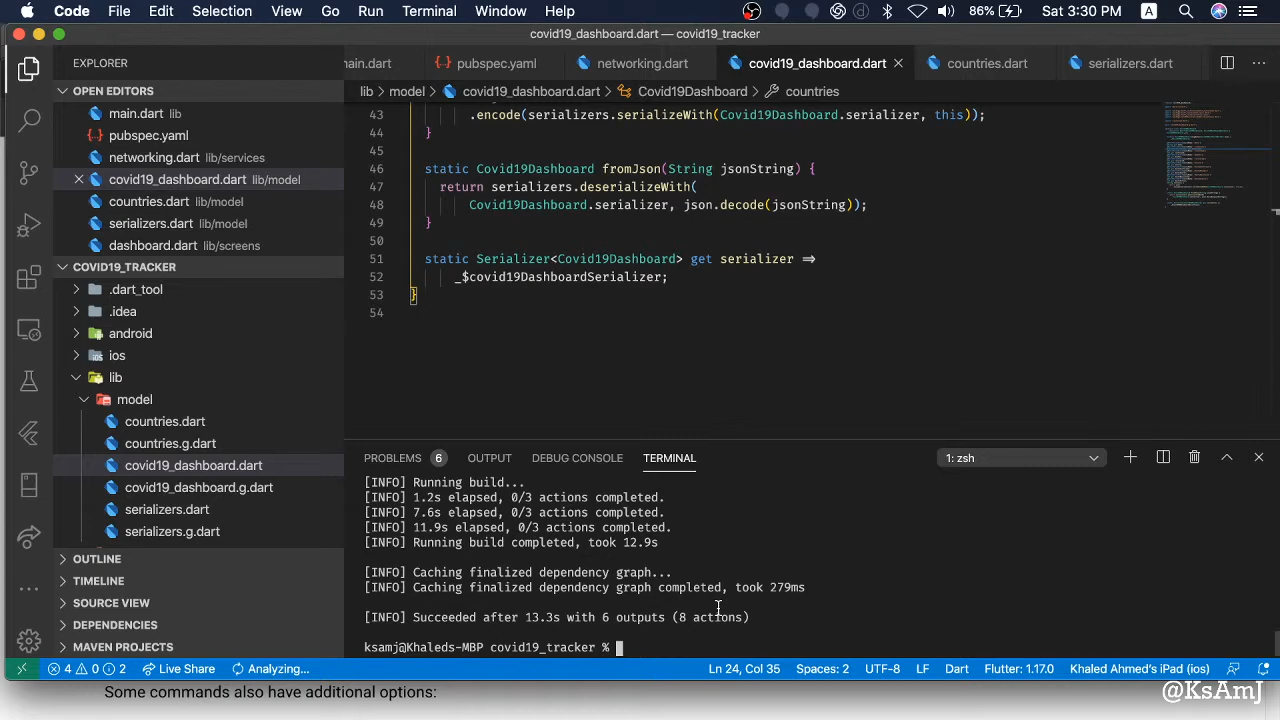 Code File Edit Selection View Go Run Terminal Window Help 86% Sat 3:30 PM A
covid19_dashboard.dart — covid19_tracker
EXPLORER
main.dart pubspec.yaml networking.dart covid19_dashboard.dart countries.dart serializers.dart
lib > model > covid19_dashboard.dart > Covid19Dashboard > countries
OPEN EDITORS
main.dart lib
pubspec.yaml
networking.dart lib/services
covid19_dashboard.dart lib/model
countries.dart lib/model
serializers.dart lib/model
dashboard.dart lib/screens
COVID19_TRACKER
.dart_tool
.idea
android
ios
lib
model
countries.dart
countries.g.dart
covid19_dashboard.dart
covid19_dashboard.g.dart
serializers.dart
serializers.g.dart
OUTLINE
TIMELINE
SOURCE VIEW
DEPENDENCIES
MAVEN PROJECTS
43 (serializers.serializeWith(Covid19Dashboard.serializer, this));
44 }
45
46 static Covid19Dashboard fromJson(String jsonString) {
47 return serializers.deserializeWith(
48 Covid19Dashboard.serializer, json.decode(jsonString));
49 }
50
51 static Serializer<Covid19Dashboard> get serializer =>
52 _$covid19DashboardSerializer;
53 }
54
PROBLEMS 6 OUTPUT DEBUG CONSOLE TERMINAL 1: zsh
[INFO] Running build...
[INFO] 1.2s elapsed, 0/3 actions completed.
[INFO] 7.6s elapsed, 0/3 actions completed.
[INFO] 11.9s elapsed, 0/3 actions completed.
[INFO] Running build completed, took 12.9s
[INFO] Caching finalized dependency graph...
[INFO] Caching finalized dependency graph completed, took 279ms
[INFO] Succeeded after 13.3s with 6 outputs (8 actions)
ksamj@Khaleds-MBP covid19_tracker %
4 0 2 Live Share Analyzing... Ln 24, Col 35 Spaces: 2 UTF-8 LF Dart Flutter: 1.17.0 Khaled Ahmed's iPad (ios)
Some commands also have additional options:
@KsAmJ